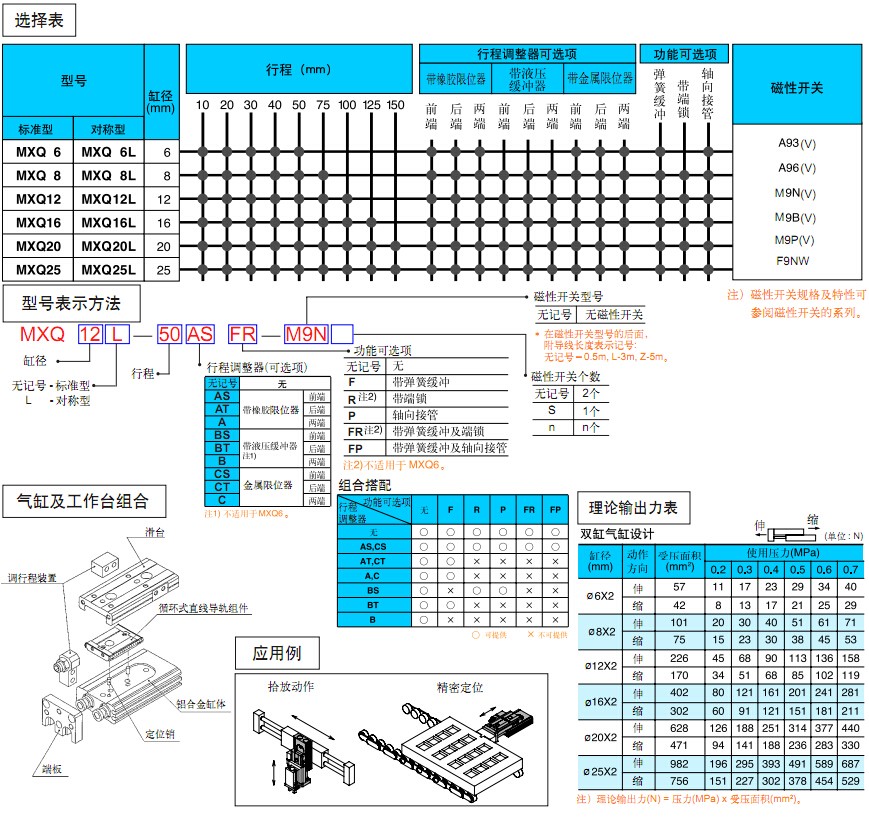 选择表
型号 缸径(mm) 行程（mm） 行程调整器可选项 功能可选项 磁性开关
带橡胶限位器 带液压缓冲器 带金属限位器 弹簧缓冲 带端锁 轴向接管
标准型 对称型 10 20 30 40 50 75 100 125 150 前端 后端 两端 前端 后端 两端 前端 后端 两端
MXQ 6 MXQ 6L 6
MXQ 8 MXQ 8L 8
MXQ12 MXQ12L 12
MXQ16 MXQ16L 16
MXQ20 MXQ20L 20
MXQ25 MXQ25L 25
A93(V)
A96(V)
M9N(V)
M9B(V)
M9P(V)
F9NW
注）磁性开关规格及特性可
参阅磁性开关的系列。
型号表示方法
MXQ 12 L — 50 AS FR — M9N
缸径
无记号 - 标准型
L - 对称型
行程
行程调整器(可选项)
无记号 无
AS 带橡胶限位器 前端
AT 后端
A 两端
BS 带液压缓冲器 注1) 前端
BT 后端
B 两端
CS 金属限位器 前端
CT 后端
C 两端
注1) 不适用于MXQ6。
功能可选项
无记号 无
F 带弹簧缓冲
R注2) 带端锁
P 轴向接管
FR注2) 带弹簧缓冲及端锁
FP 带弹簧缓冲及轴向接管
注2)不适用于 MXQ6。
磁性开关型号
无记号 无磁性开关
* 在磁性开关型号的后面，
附导线长度表示记号:
无记号－0.5m, L-3m, Z-5m。
磁性开关个数
无记号 2个
S 1个
n n个
组合搭配
行程调整器 功能可选项 无 F R P FR FP
无 ○ ○ ○ ○ ○ ○
AS,CS ○ ○ ○ ○ ○ ○
AT,CT ○ ○ × × × ×
A,C ○ ○ × × × ×
BS ○ × ○ ○ × ×
BT ○ × × × × ×
B ○ × × × × ×
○ 可提供 × 不可提供
气缸及工作台组合
滑台
调行程装置
循环式直线导轨组件
铝合金缸体
定位销
端板
应用例
拾放动作 精密定位
理论输出力表
双缸气缸设计 伸 缩 (单位:N)
缸径(mm) 动作方向 受压面积(mm²) 使用压力(MPa)
0.2 0.3 0.4 0.5 0.6 0.7
ø6X2 伸 57 11 17 23 29 34 40
缩 42 8 13 17 21 25 29
ø8X2 伸 101 20 30 40 51 61 71
缩 75 15 23 30 38 45 53
ø12X2 伸 226 45 68 90 113 136 158
缩 170 34 51 68 85 102 119
ø16X2 伸 402 80 121 161 201 241 281
缩 302 60 91 121 151 181 211
ø20X2 伸 628 126 188 251 314 377 440
缩 471 94 141 188 236 283 330
ø25X2 伸 982 196 295 393 491 589 687
缩 756 151 227 302 378 454 529
注）理论输出力(N) = 压力(MPa) x 受压面积(mm²)。